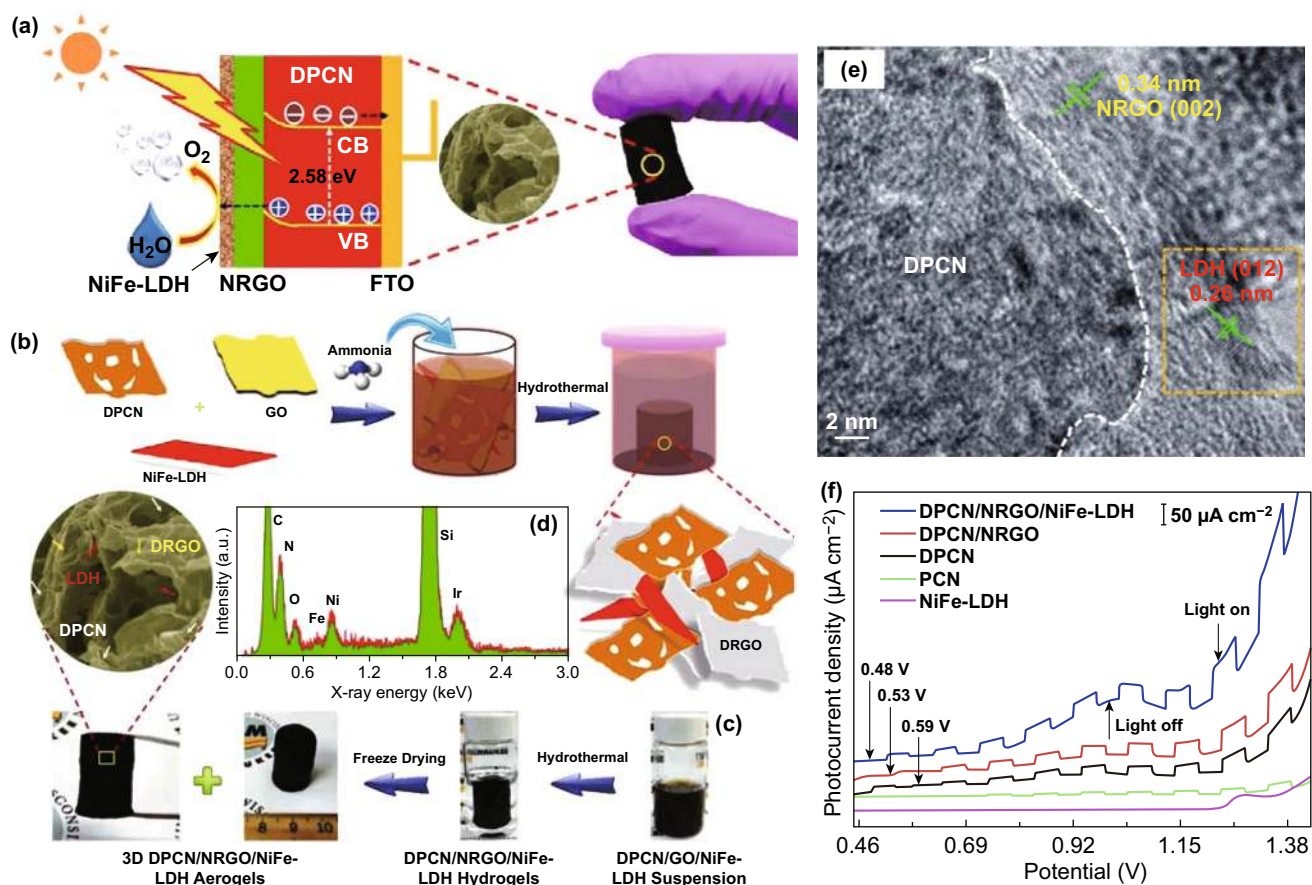 (a)
DPCN
CB
2.58 eV
VB
O₂
H₂O
NiFe-LDH
NRGO
FTO
(b)
DPCN
+
GO
NiFe-LDH
Ammonia
Hydrothermal
DRGO
LDH
DPCN
(d)
Intensity (a.u.)
C
N
O
Fe
Ni
Si
Ir
0.0 0.6 1.2 1.8 2.4 3.0
X-ray energy (keV)
DRGO
(c)
Freeze Drying
Hydrothermal
8 9 10
3D DPCN/NRGO/NiFe-
LDH Aerogels
DPCN/NRGO/NiFe-
LDH Hydrogels
DPCN/GO/NiFe-
LDH Suspension
(e)
0.34 nm
NRGO (002)
DPCN
LDH (012)
0.26 nm
2 nm
(f)
Photocurrent density (µA cm⁻²)
DPCN/NRGO/NiFe-LDH
DPCN/NRGO
DPCN
PCN
NiFe-LDH
50 µA cm⁻²
Light on
Light off
0.48 V
0.53 V
0.59 V
0.46 0.69 0.92 1.15 1.38
Potential (V)